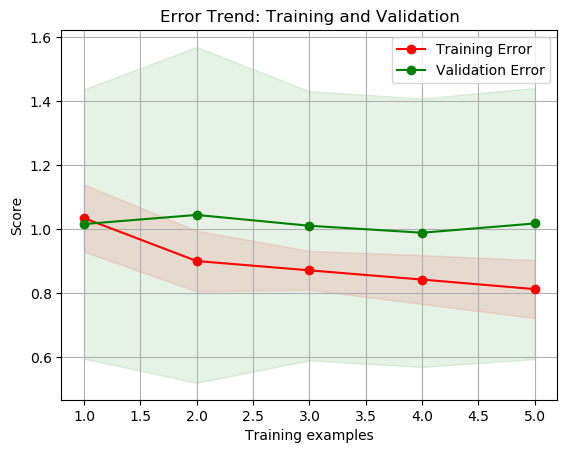 Error Trend: Training and Validation
Training Error
Validation Error
Score
1.6
1.4
1.2
1.0
0.8
0.6
1.0 1.5 2.0 2.5 3.0 3.5 4.0 4.5 5.0
Training examples